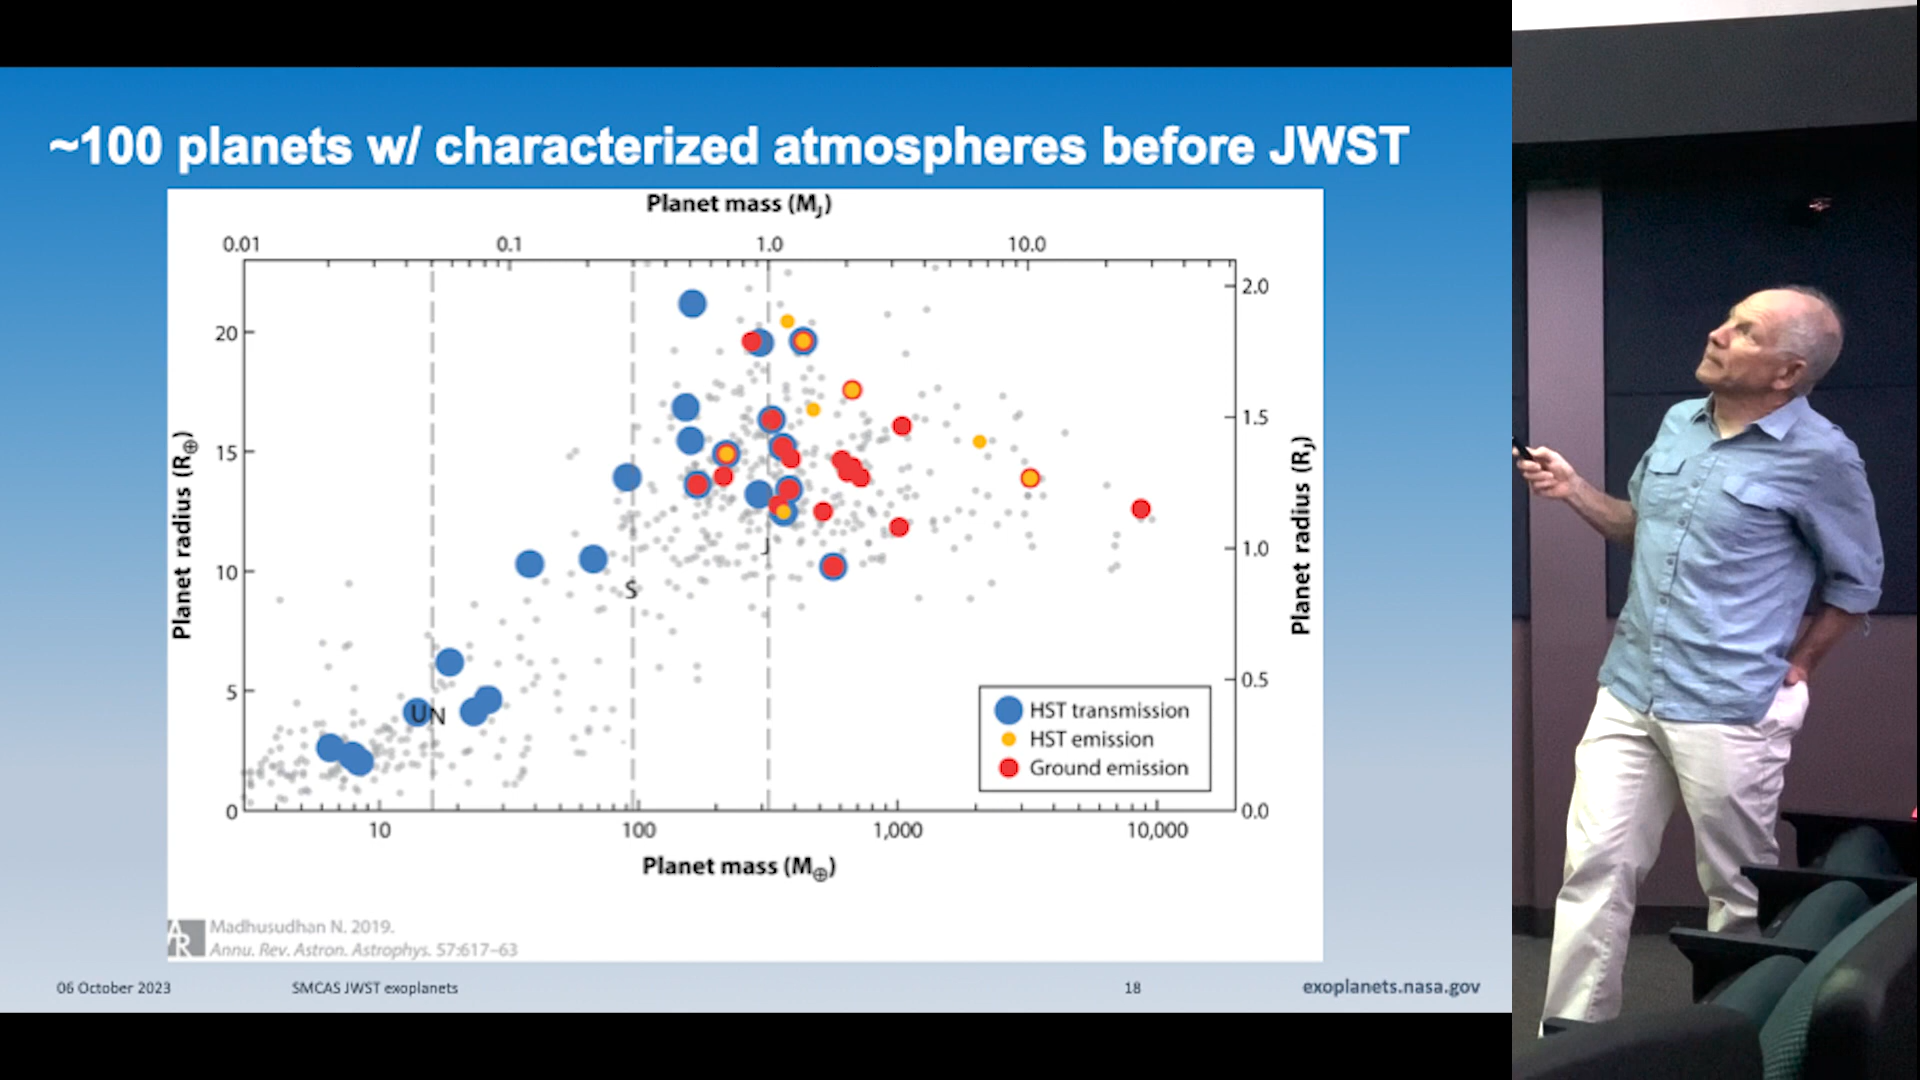 ~100 planets w/ characterized atmospheres before JWST
Planet mass (MJ)
0.01 0.1 1.0 10.0
Planet radius (R⊕)
20
15
10
5
0
2.0
1.5
1.0
0.5
0.0
Planet radius (RJ)
J
S
UN
HST transmission
HST emission
Ground emission
10 100 1,000 10,000
Planet mass (M⊕)
AR
Madhusudhan N. 2019.
Annu. Rev. Astron. Astrophys. 57:617–63
06 October 2023 SMCAS JWST exoplanets 18 exoplanets.nasa.gov